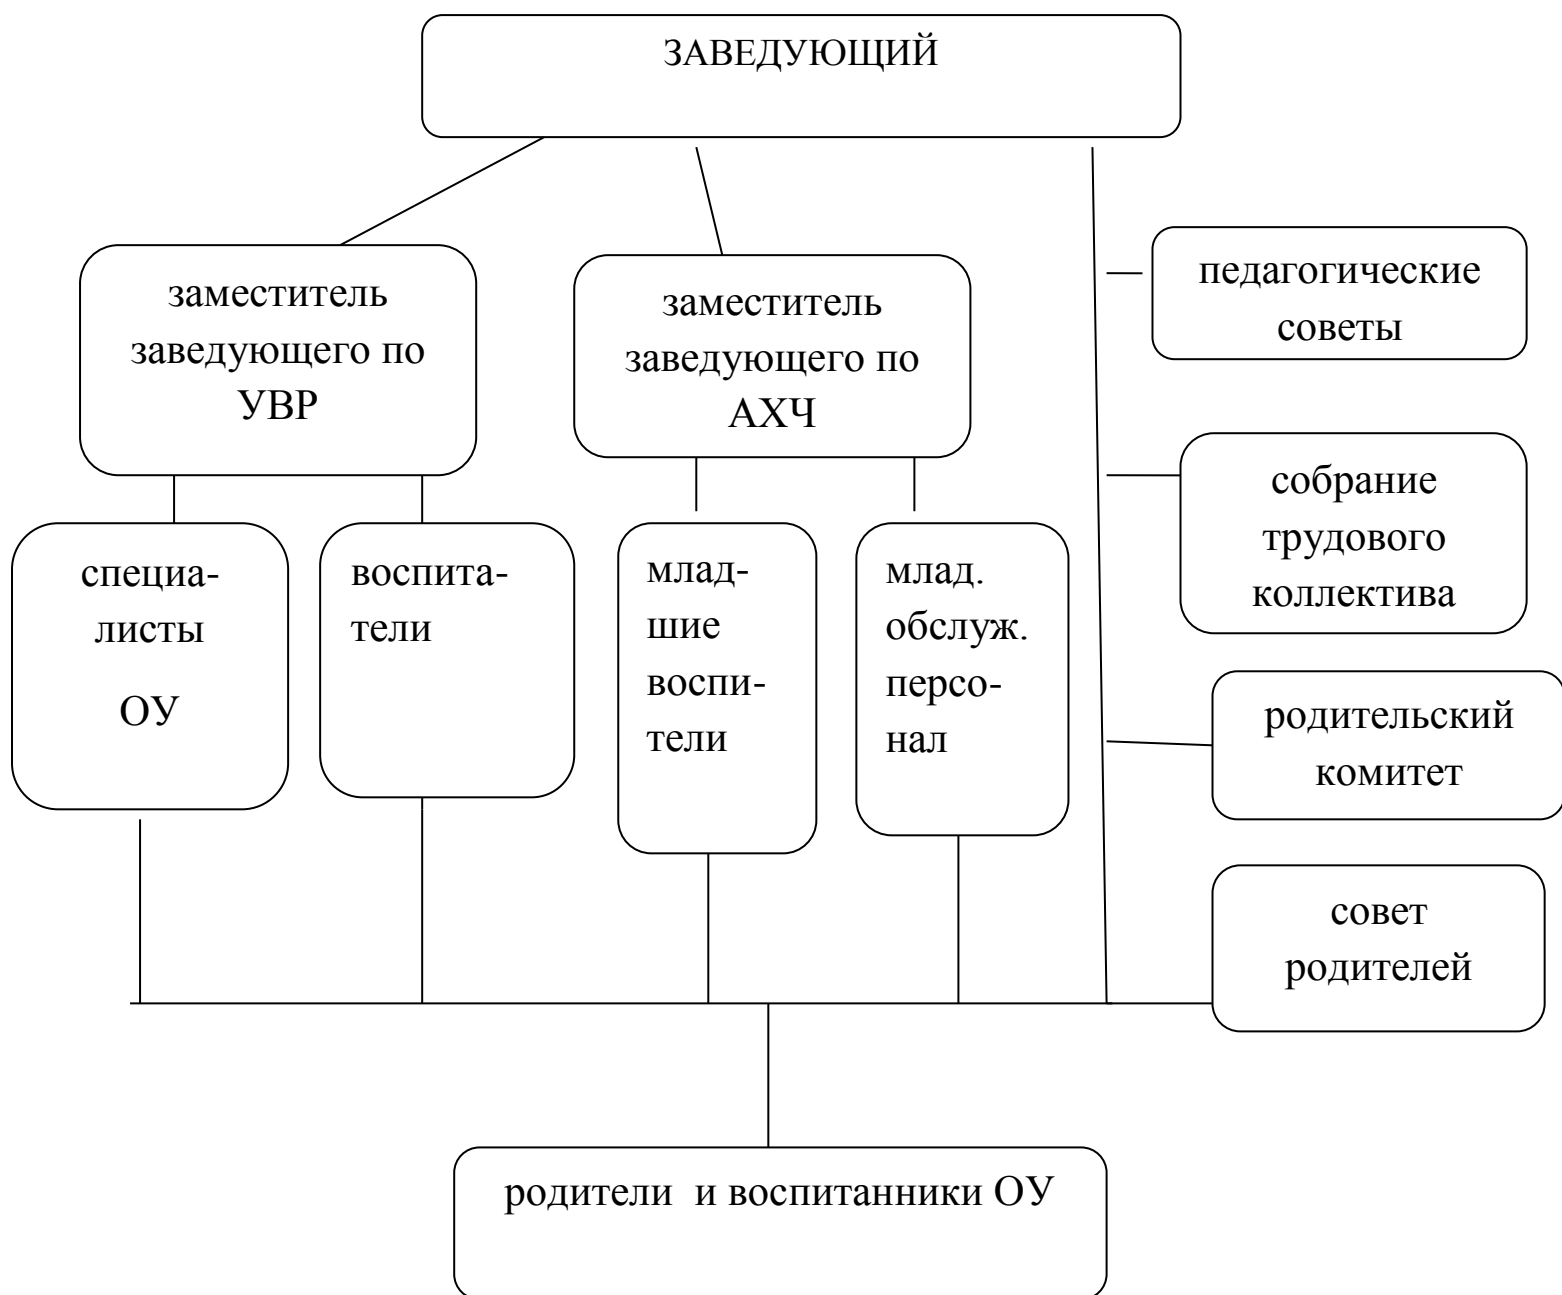 ЗАВЕДУЮЩИЙ
заместитель
заведующего по
УВР
заместитель
заведующего по
АХЧ
педагогические
советы
собрание
трудового
коллектива
родительский
комитет
совет
родителей
специа-
листы
ОУ
воспита-
тели
млад-
шие
воспи-
тели
млад.
обслуж.
персо-
нал
родители и воспитанники ОУ